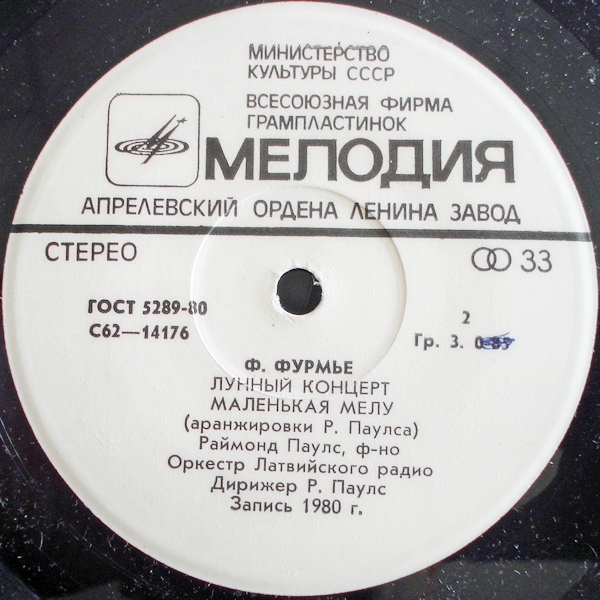 МИНИСТЕРСТВО
КУЛЬТУРЫ СССР
ВСЕСОЮЗНАЯ ФИРМА
ГРАМПЛАСТИНОК
МЕЛОДИЯ
АПРЕЛЕВСКИЙ ОРДЕНА ЛЕНИНА ЗАВОД
СТЕРЕО
33
ГОСТ 5289-80
С62—14176
2
Гр. 3.
Ф. ФУРМЬЕ
ЛУННЫЙ КОНЦЕРТ
МАЛЕНЬКАЯ МЕЛУ
(аранжировки Р. Паулса)
Раймонд Паулс, ф-но
Оркестр Латвийского радио
Дирижер Р. Паулс
Запись 1980 г.